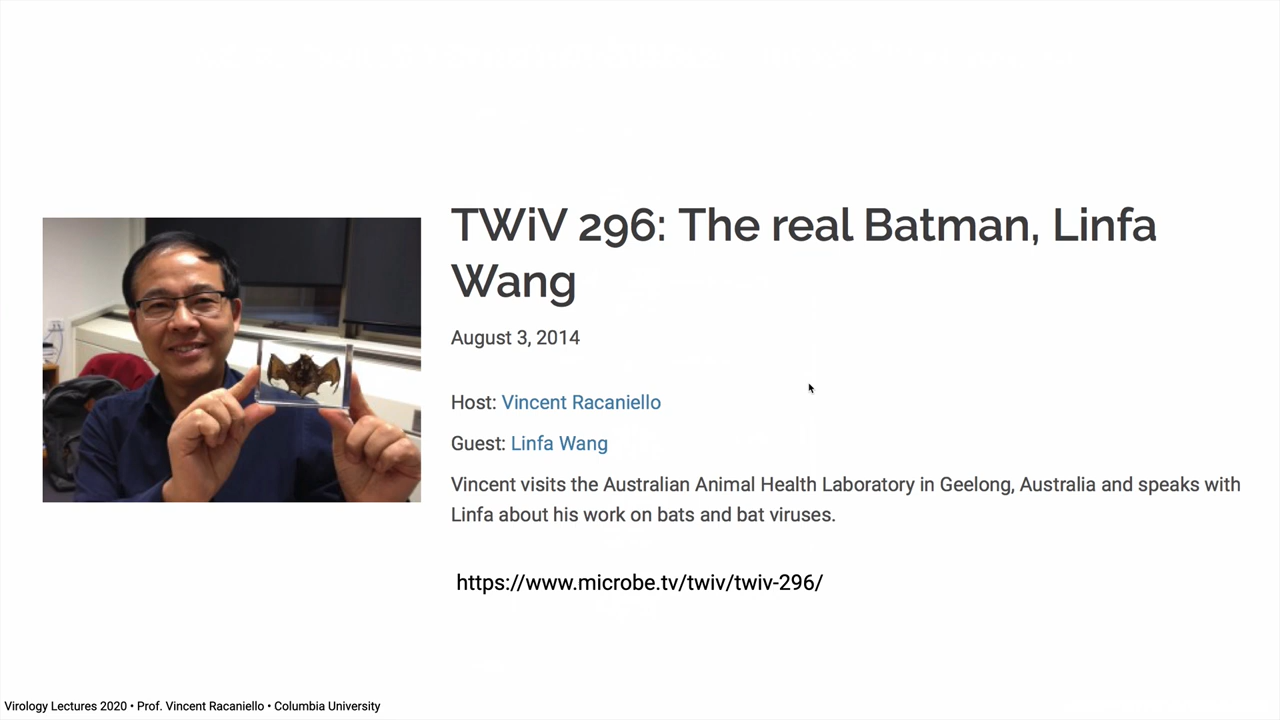 TWiV 296: The real Batman, Linfa
Wang
August 3, 2014
Host: Vincent Racaniello
Guest: Linfa Wang
Vincent visits the Australian Animal Health Laboratory in Geelong, Australia and speaks with
Linfa about his work on bats and bat viruses.
https://www.microbe.tv/twiv/twiv-296/
Virology Lectures 2020 • Prof. Vincent Racaniello • Columbia University